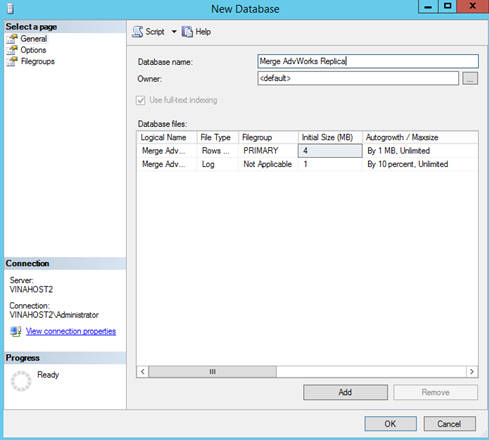 New Database
Select a page
General
Options
Filegroups
Script Help
Database name: Merge AdvWorks Replica
Owner: <default> ...
Use full-text indexing
Database files:
Logical Name File Type Filegroup Initial Size (MB) Autogrowth / Maxsize
Merge Adv... Rows ... PRIMARY 4 By 1 MB, Unlimited
Merge Adv... Log Not Applicable 1 By 10 percent, Unlimited
Connection
Server:
VINAHOST2
Connection:
VINAHOST2\Administrator
View connection properties
Progress
Ready
Add Remove
OK Cancel